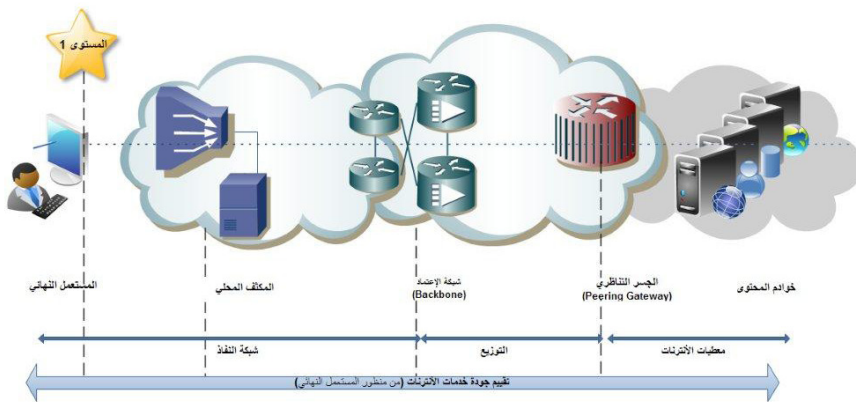 المستوى 1
المستعمل النهائي
المكثف المحلي
شبكة الإعتماد
(Backbone)
الجسر التناظري
(Peering Gateway)
خوادم المحتوى
شبكة النفاذ
التوزيع
معطيات الأنترنات
تقييم جودة خدمات الأنترنات (من منظور المستعمل النهائي)